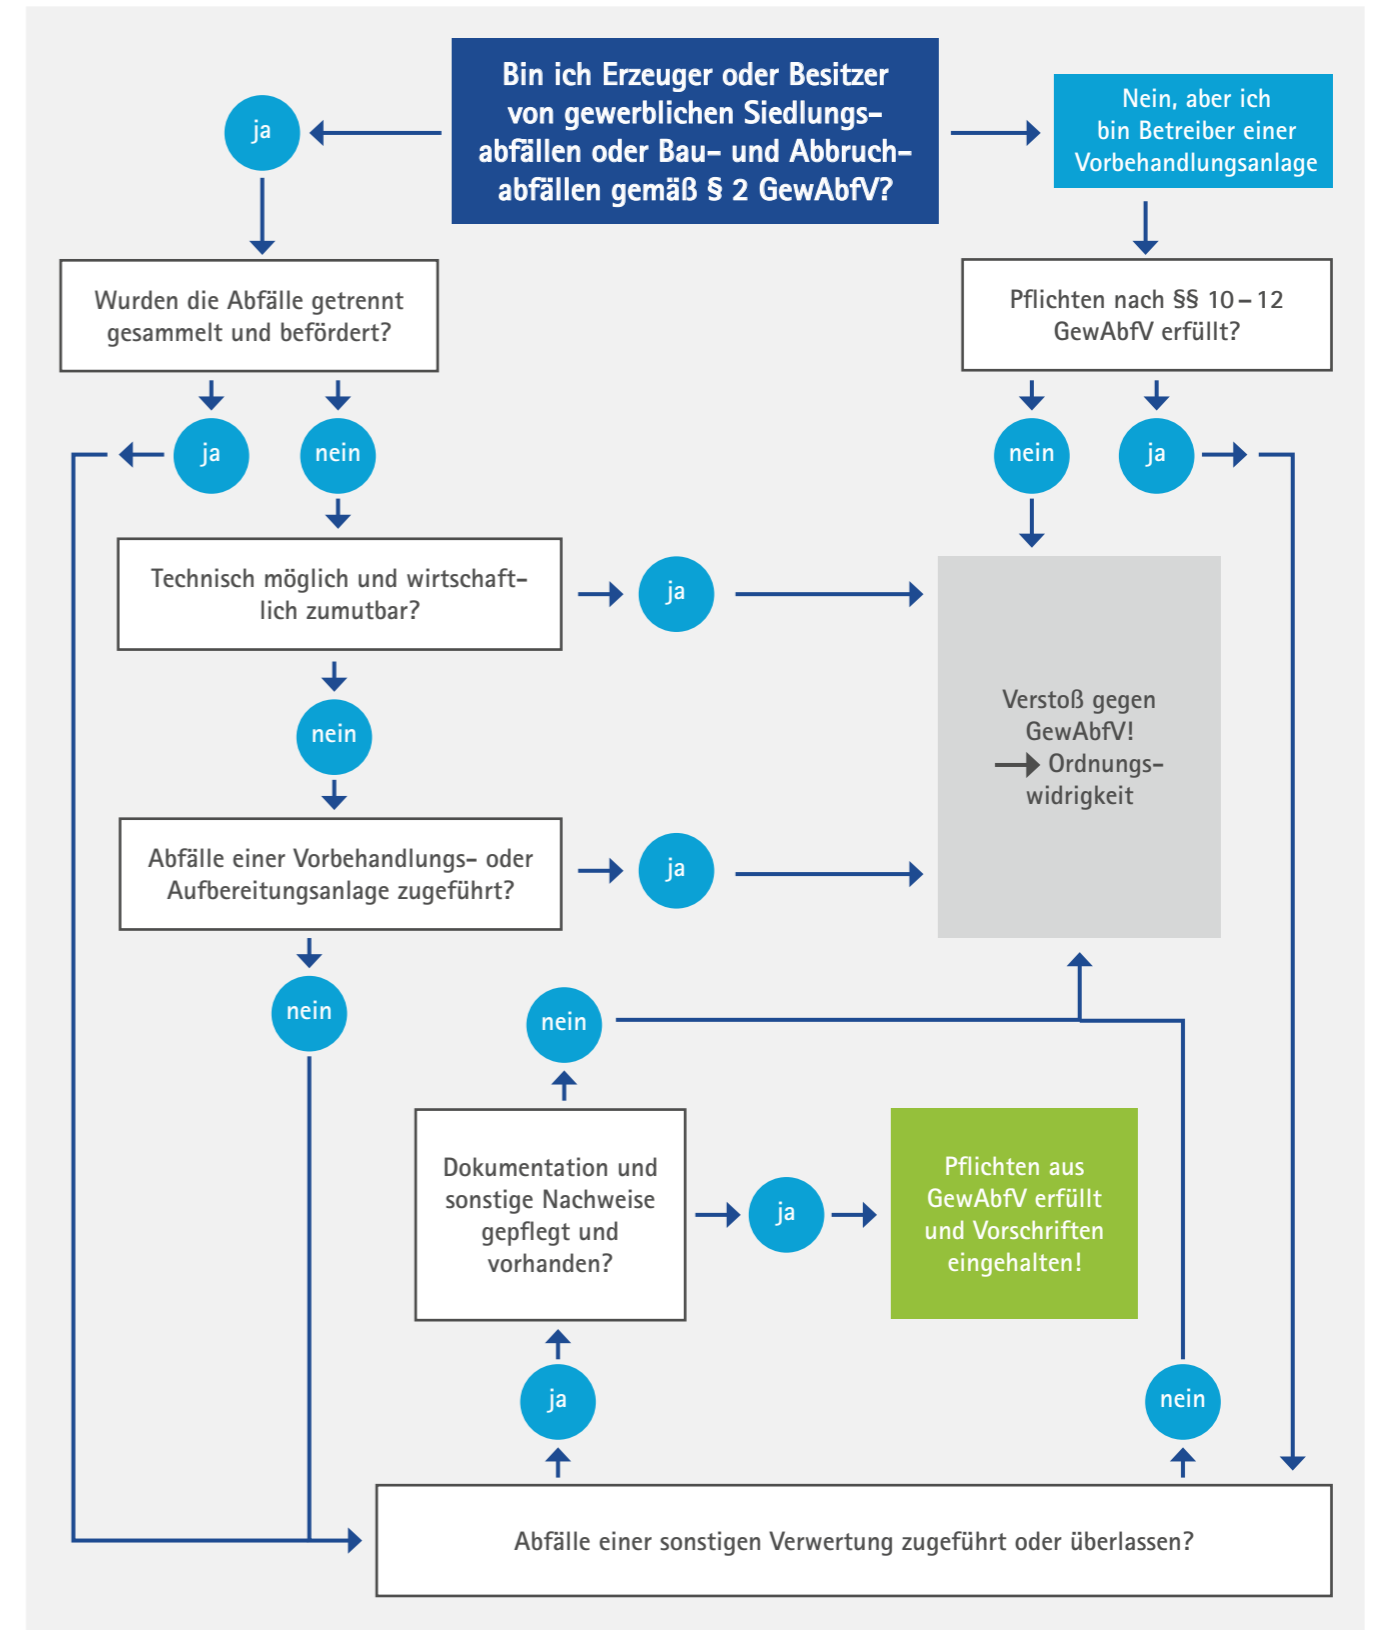 Bin ich Erzeuger oder Besitzer
von gewerblichen Siedlungs-
abfällen oder Bau- und Abbruch-
abfällen gemäß § 2 GewAbfV?
ja
Nein, aber ich
bin Betreiber einer
Vorbehandlungsanlage
Wurden die Abfälle getrennt
gesammelt und befördert?
Pflichten nach §§ 10 – 12
GewAbfV erfüllt?
ja
nein
nein
ja
Technisch möglich und wirtschaft-
lich zumutbar?
ja
nein
Verstoß gegen
GewAbfV!
Ordnungs-
widrigkeit
Abfälle einer Vorbehandlungs- oder
Aufbereitungsanlage zugeführt?
ja
nein
nein
Dokumentation und
sonstige Nachweise
gepflegt und
vorhanden?
ja
Pflichten aus
GewAbfV erfüllt
und Vorschriften
eingehalten!
ja
nein
Abfälle einer sonstigen Verwertung zugeführt oder überlassen?